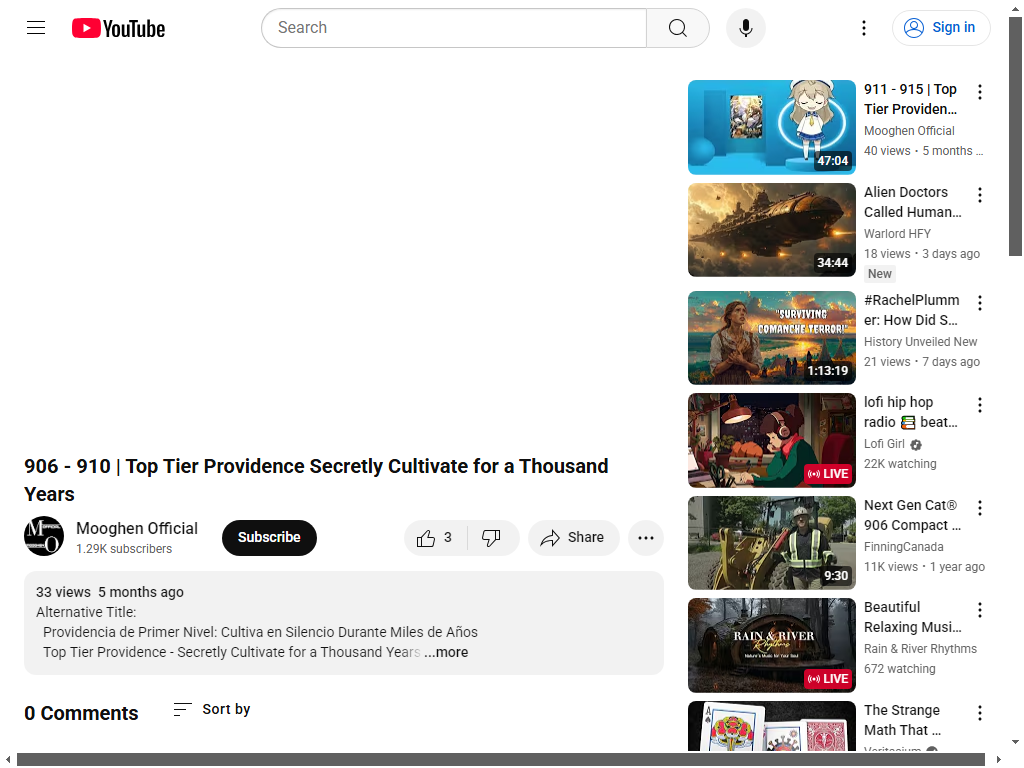 YouTube
Search
Sign in
906 - 910 | Top Tier Providence Secretly Cultivate for a Thousand
Years
Mooghen Official
1.29K subscribers
Subscribe
3
Share
33 views 5 months ago
Alternative Title:
Providencia de Primer Nivel: Cultiva en Silencio Durante Miles de Años
Top Tier Providence - Secretly Cultivate for a Thousand Years ...more
0 Comments
Sort by
47:04
911 - 915 | Top
Tier Providen...
Mooghen Official
40 views • 5 months ...
34:44
Alien Doctors
Called Human...
Warlord HFY
18 views • 3 days ago
New
"SURVIVING
COMANCHE TERROR!"
1:13:19
#RachelPlumm
er: How Did S...
History Unveiled New
21 views • 7 days ago
LIVE
lofi hip hop
radio 📚 beat...
Lofi Girl
22K watching
9:30
Next Gen Cat®
906 Compact ...
FinningCanada
11K views • 1 year ago
RAIN & RIVER
Rhythms
Nature's Music for Your Soul
LIVE
Beautiful
Relaxing Musi...
Rain & River Rhythms
672 watching
A
The Strange
Math That ...
Veritasium